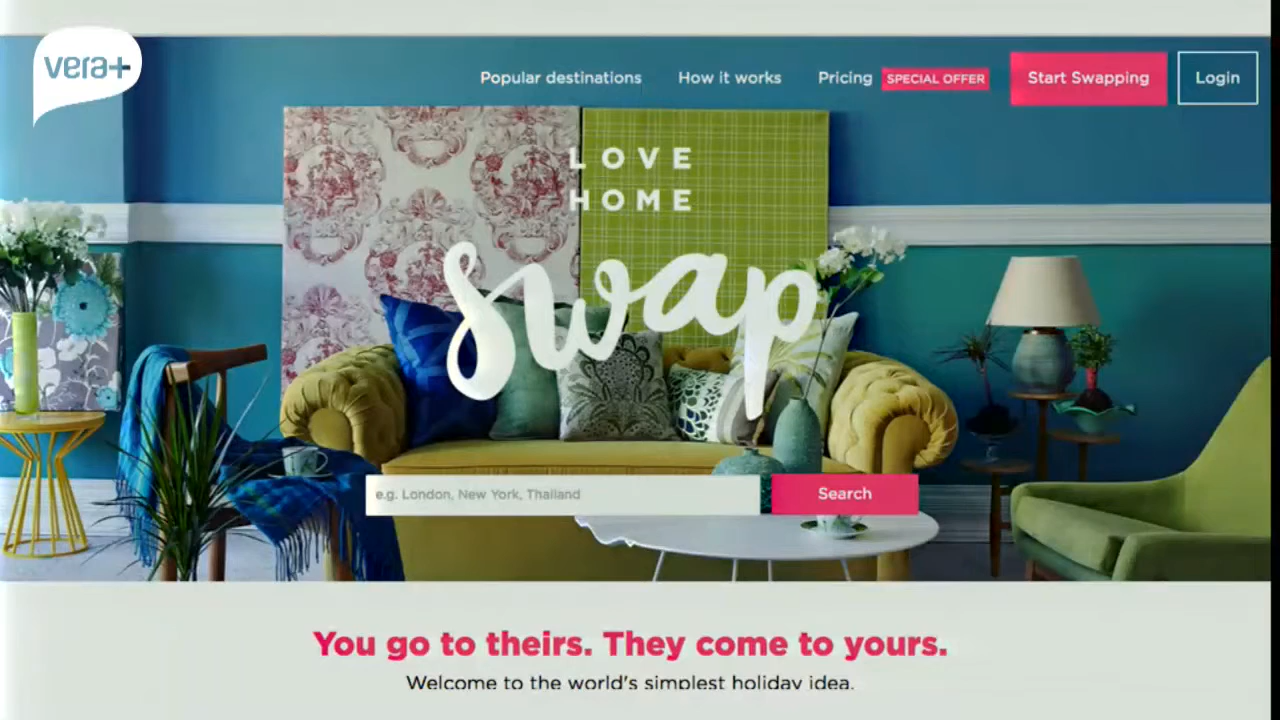 vera+
Popular destinations How it works Pricing SPECIAL OFFER Start Swapping Login
LOVE
HOME
swap
e.g. London, New York, Thailand Search
You go to theirs. They come to yours.
Welcome to the world's simplest holiday idea.